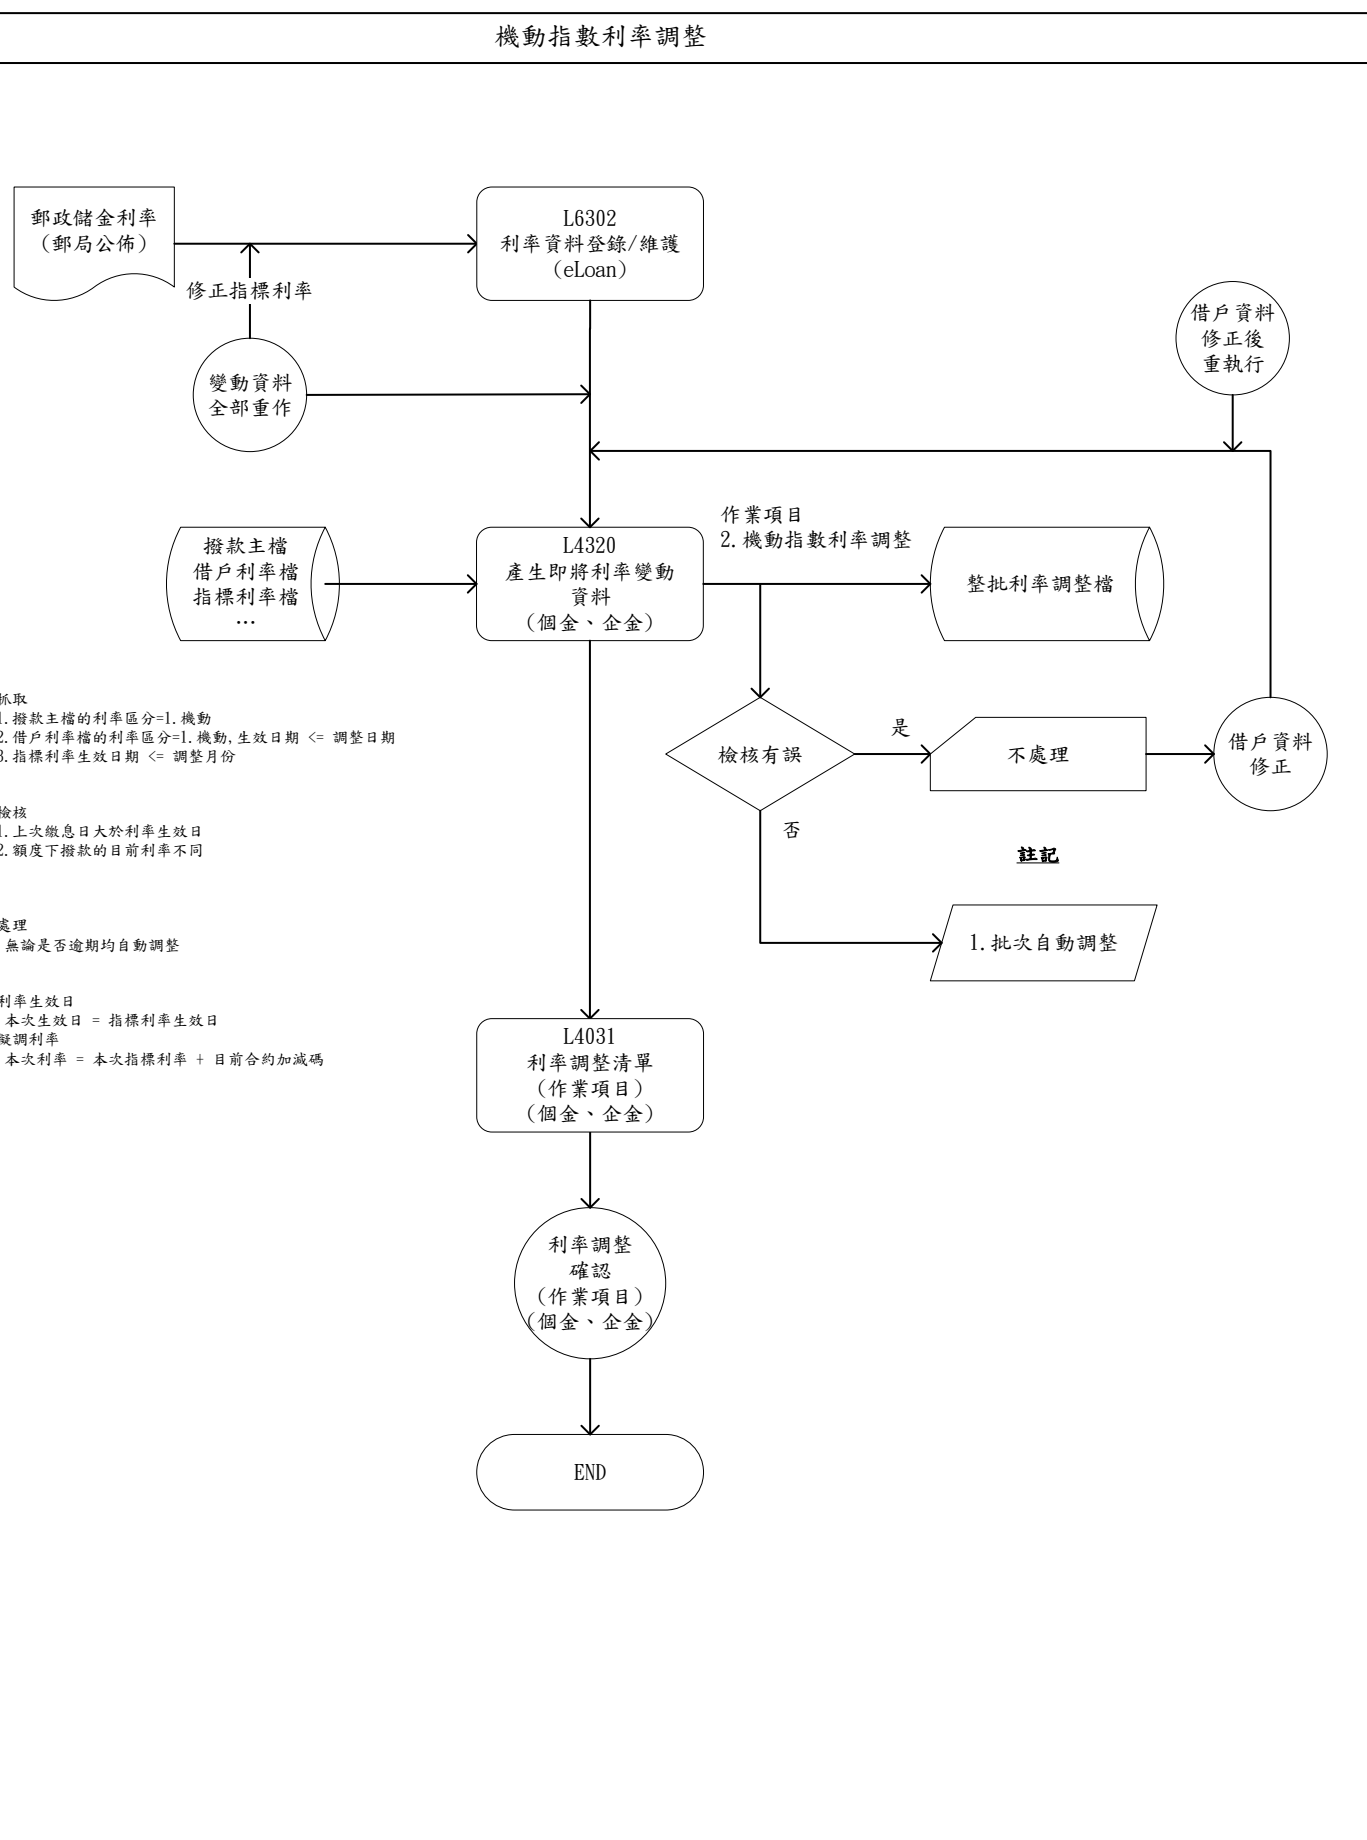 機動指數利率調整
郵政儲金利率
(郵局公佈)
L6302
利率資料登錄/維護
(eLoan)
修正指標利率
變動資料
全部重作
借戶資料
修正後
重執行
撥款主檔
借戶利率檔
指標利率檔
...
L4320
產生即將利率變動
資料
(個金、企金)
作業項目
2.機動指數利率調整
整批利率調整檔
抓取
1.撥款主檔的利率區分=1.機動
2.借戶利率檔的利率區分=1.機動,生效日期 <= 調整日期
3.指標利率生效日期 <= 調整月份
檢核
1.上次繳息日大於利率生效日
2.額度下撥款的目前利率不同
處理
無論是否逾期均自動調整
利率生效日
本次生效日 = 指標利率生效日
擬調利率
本次利率 = 本次指標利率 + 目前合約加減碼
檢核有誤
是
不處理
借戶資料
修正
否
註記
1.批次自動調整
L4031
利率調整清單
(作業項目)
(個金、企金)
利率調整
確認
(作業項目)
(個金、企金)
END